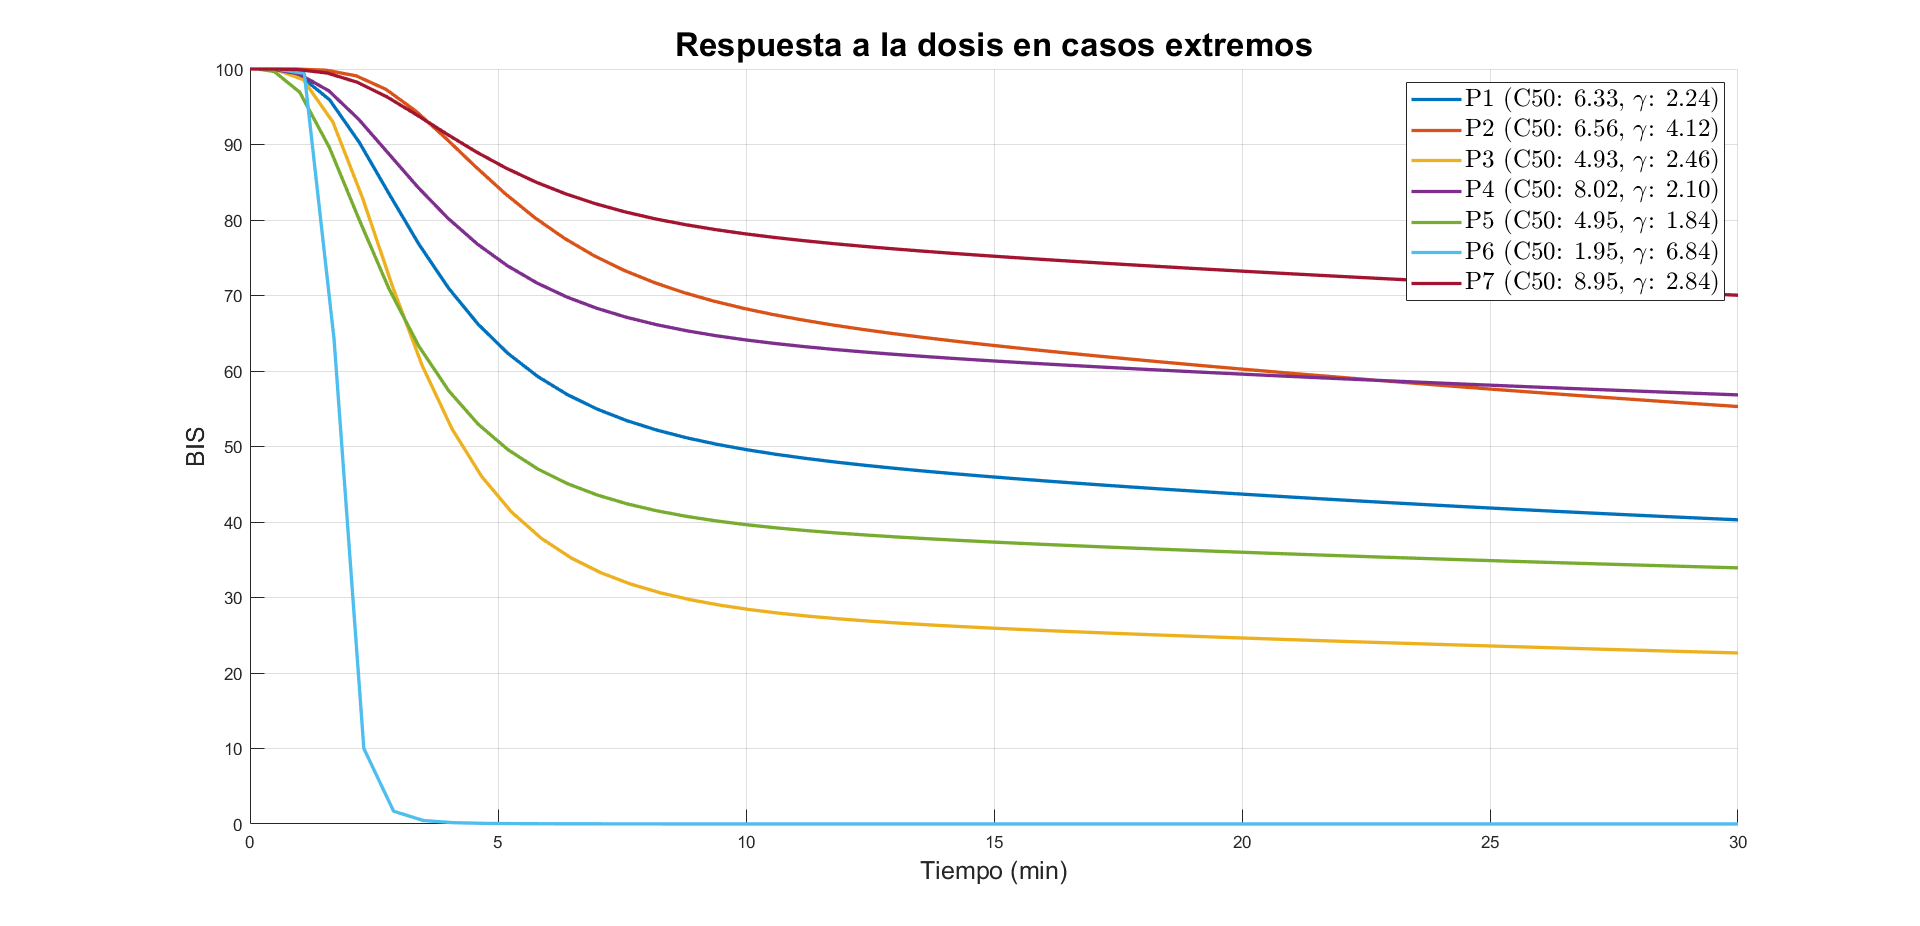 Respuesta a la dosis en casos extremos
100
90
80
70
60
50
40
30
20
10
0
BIS
P1 (C50: 6.33, γ: 2.24)
P2 (C50: 6.56, γ: 4.12)
P3 (C50: 4.93, γ: 2.46)
P4 (C50: 8.02, γ: 2.10)
P5 (C50: 4.95, γ: 1.84)
P6 (C50: 1.95, γ: 6.84)
P7 (C50: 8.95, γ: 2.84)
0 5 10 15 20 25 30
Tiempo (min)